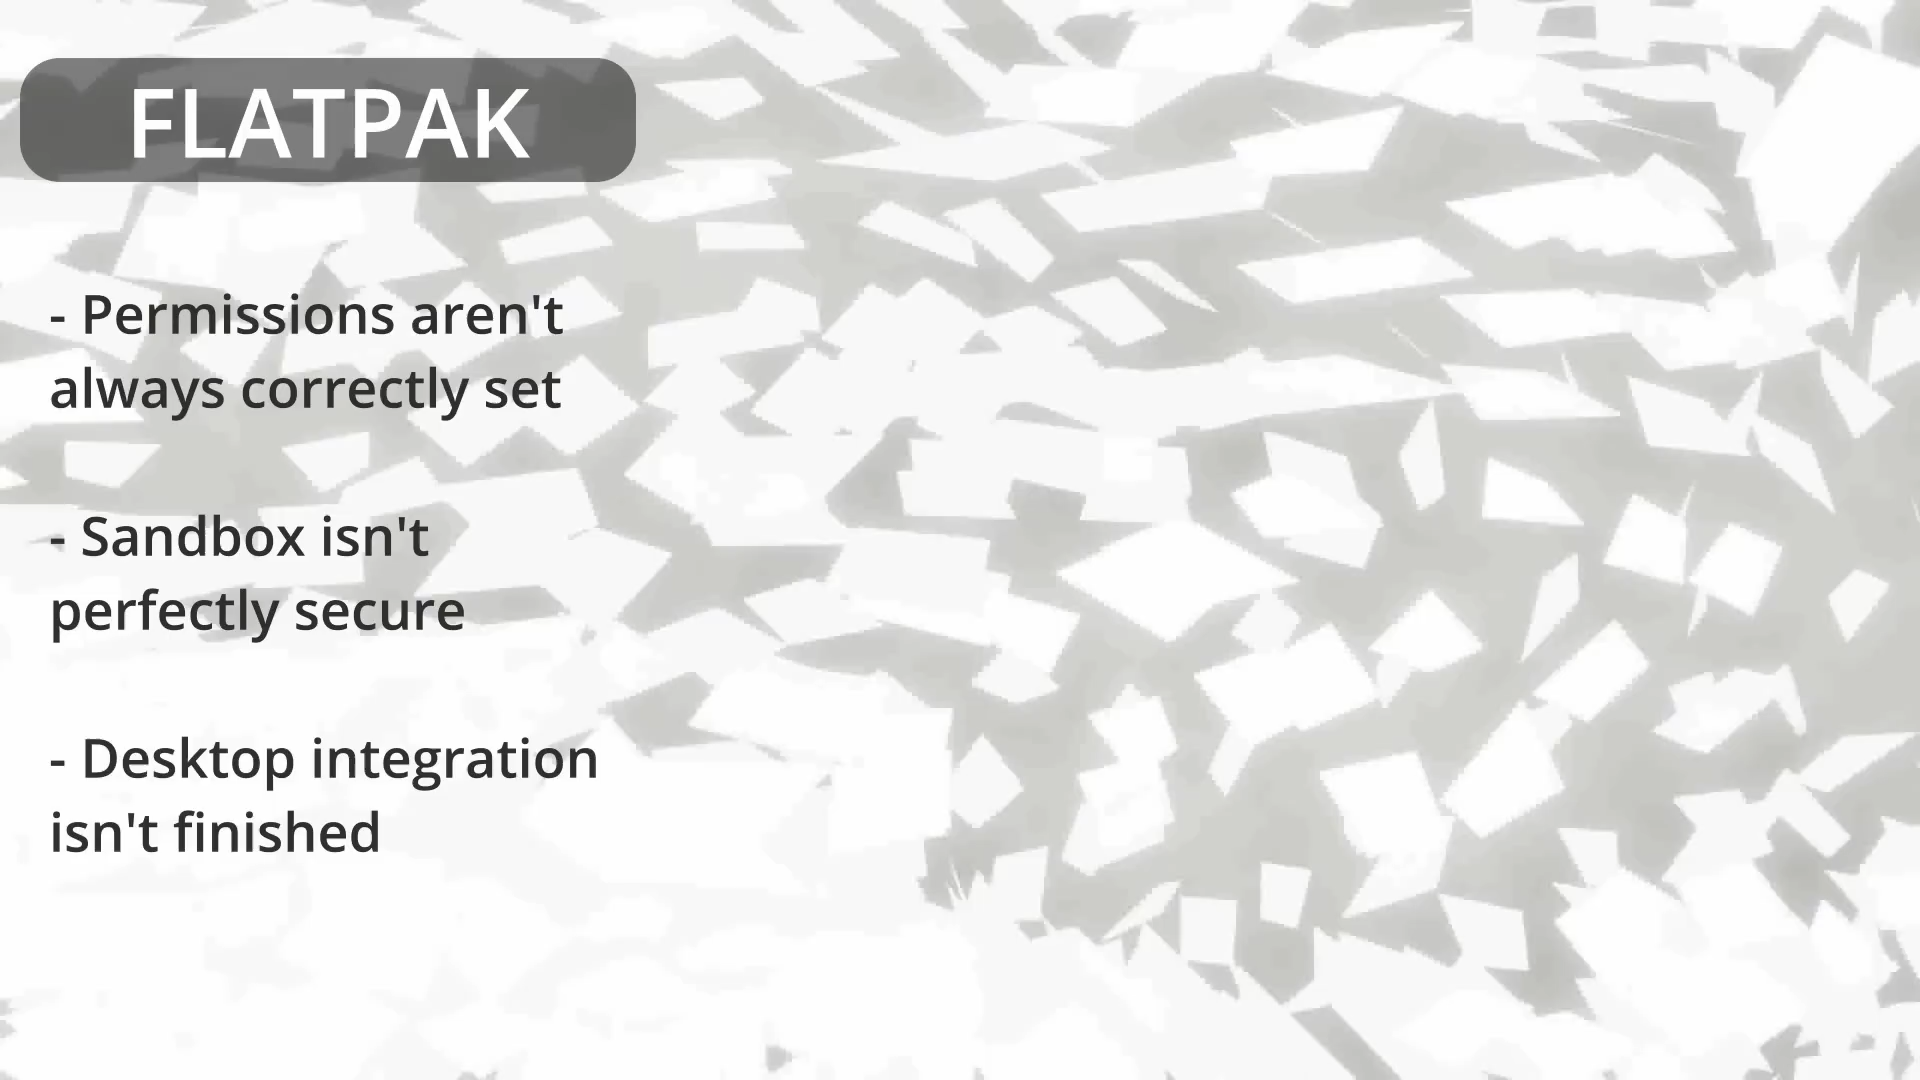 FLATPAK
- Permissions aren't
always correctly set
- Sandbox isn't
perfectly secure
- Desktop integration
isn't finished